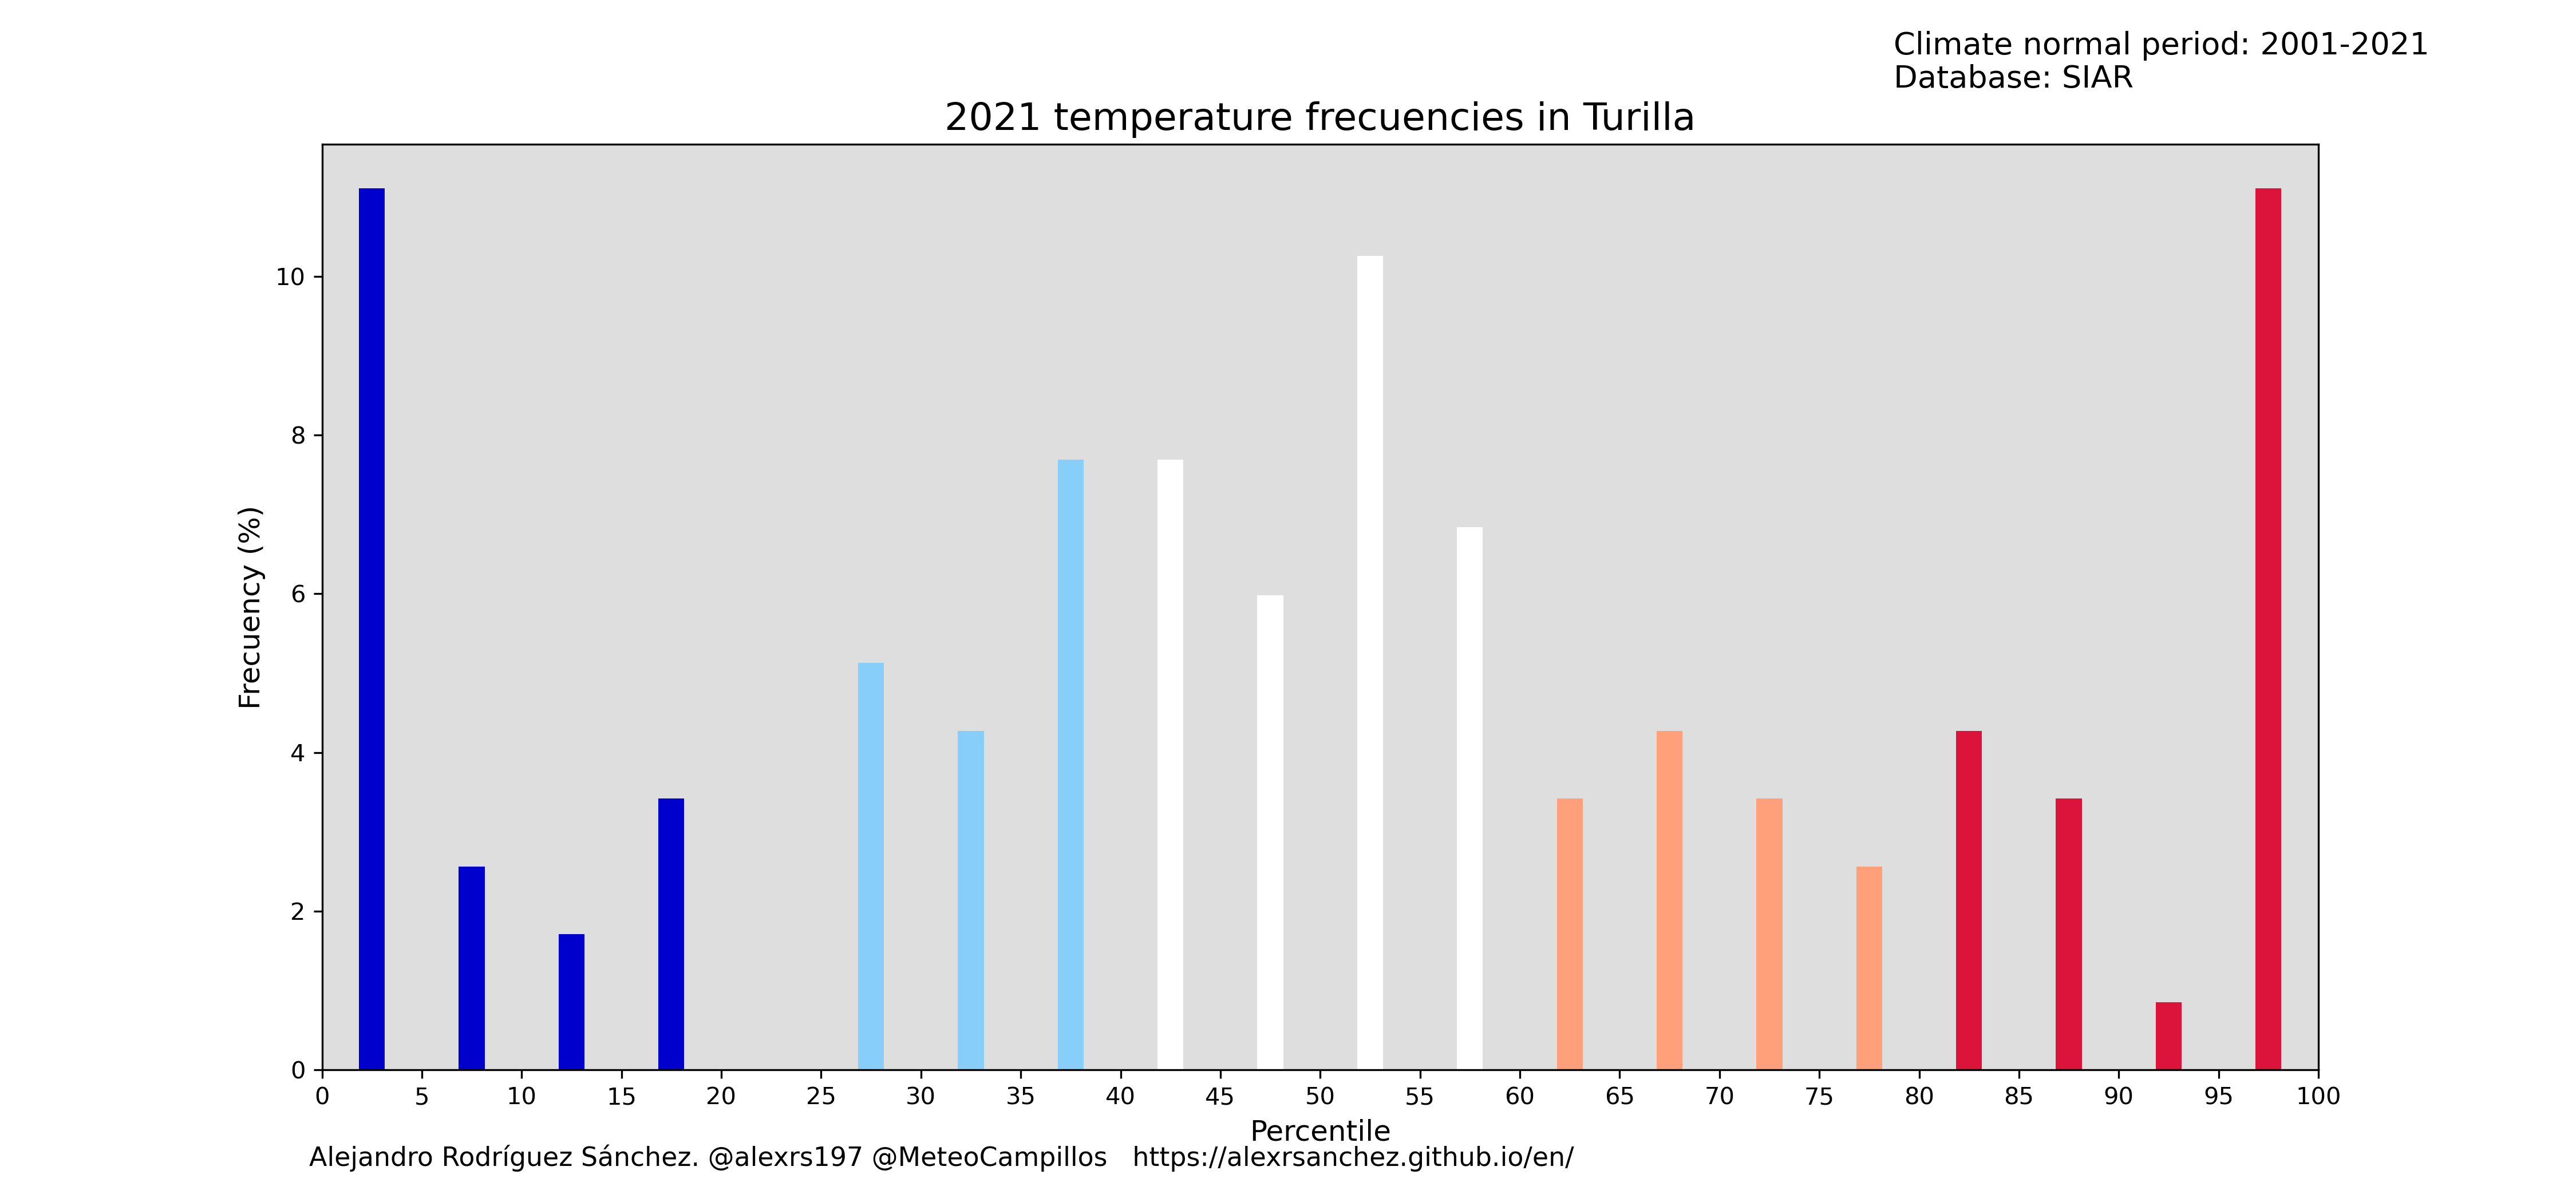 Climate normal period: 2001-2021
Database: SIAR
2021 temperature frecuencies in Turilla
Frecuency (%)
10
8
6
4
2
0
0 5 10 15 20 25 30 35 40 45 50 55 60 65 70 75 80 85 90 95 100
Percentile
Alejandro Rodríguez Sánchez. @alexrs197 @MeteoCampillos https://alexrsanchez.github.io/en/